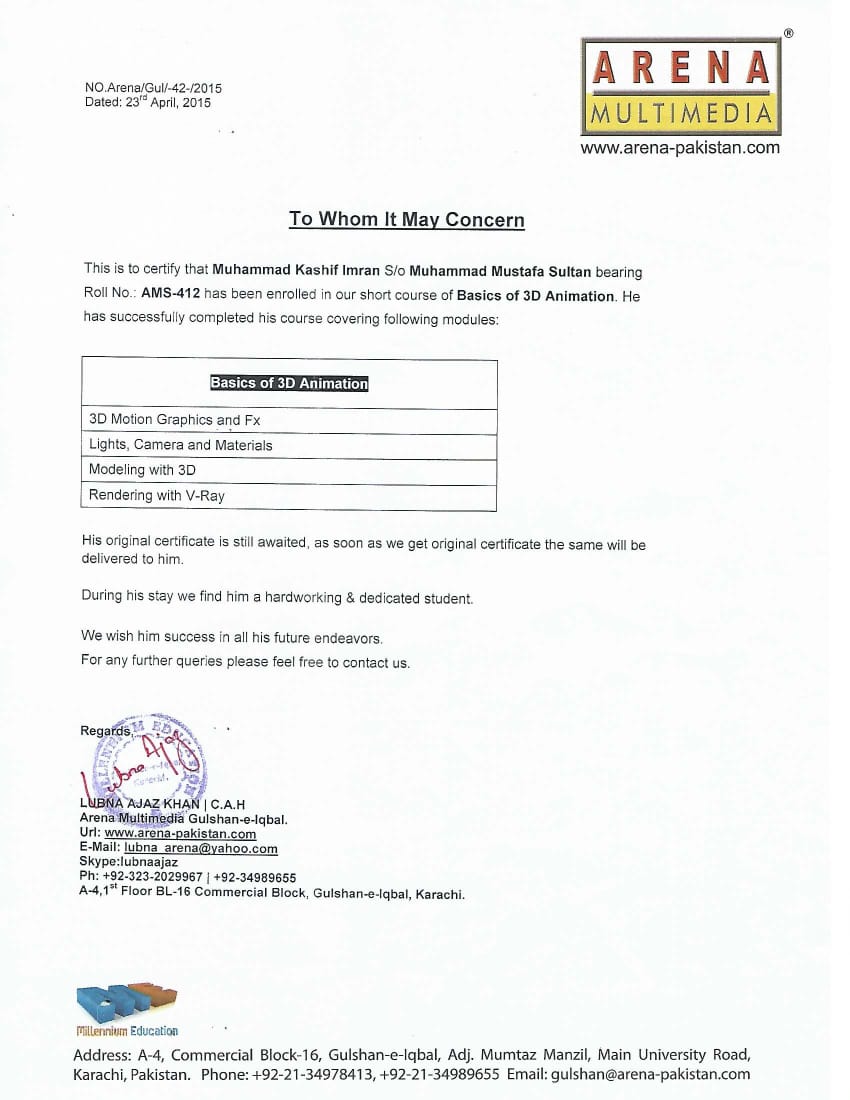 NO.Arena/Gul/-42-/2015
Dated: 23rd April, 2015
ARENA ®
MULTIMEDIA
www.arena-pakistan.com
To Whom It May Concern
This is to certify that Muhammad Kashif Imran S/o Muhammad Mustafa Sultan bearing
Roll No.: AMS-412 has been enrolled in our short course of Basics of 3D Animation. He
has successfully completed his course covering following modules:
Basics of 3D Animation
3D Motion Graphics and Fx
Lights, Camera and Materials
Modeling with 3D
Rendering with V-Ray
His original certificate is still awaited, as soon as we get original certificate the same will be
delivered to him.
During his stay we find him a hardworking & dedicated student.
We wish him success in all his future endeavors.
For any further queries please feel free to contact us.
Regards,
MILLENNIUM EDUCATION
Lubna Ajaz
LUBNA AJAZ KHAN | C.A.H
Arena Multimedia Gulshan-e-Iqbal.
Url: www.arena-pakistan.com
E-Mail: lubna_arena@yahoo.com
Skype:lubnaajaz
Ph: +92-323-2029967 | +92-34989655
A-4,1st Floor BL-16 Commercial Block, Gulshan-e-Iqbal, Karachi.
Millennium Education
Address: A-4, Commercial Block-16, Gulshan-e-Iqbal, Adj. Mumtaz Manzil, Main University Road,
Karachi, Pakistan. Phone: +92-21-34978413, +92-21-34989655 Email: gulshan@arena-pakistan.com